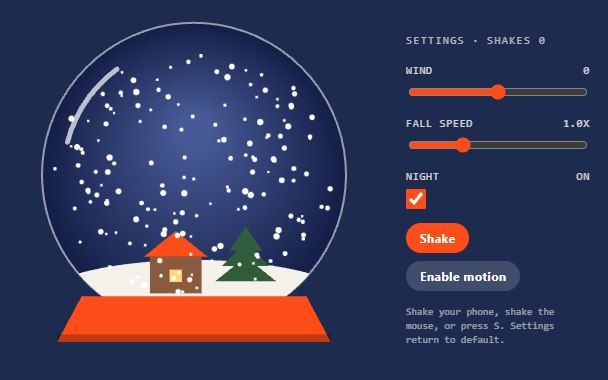 SETTINGS · SHAKES 0
WIND 0
FALL SPEED 1.0X
NIGHT ON
Shake
Enable motion
Shake your phone, shake the
mouse, or press S. Settings
return to default.